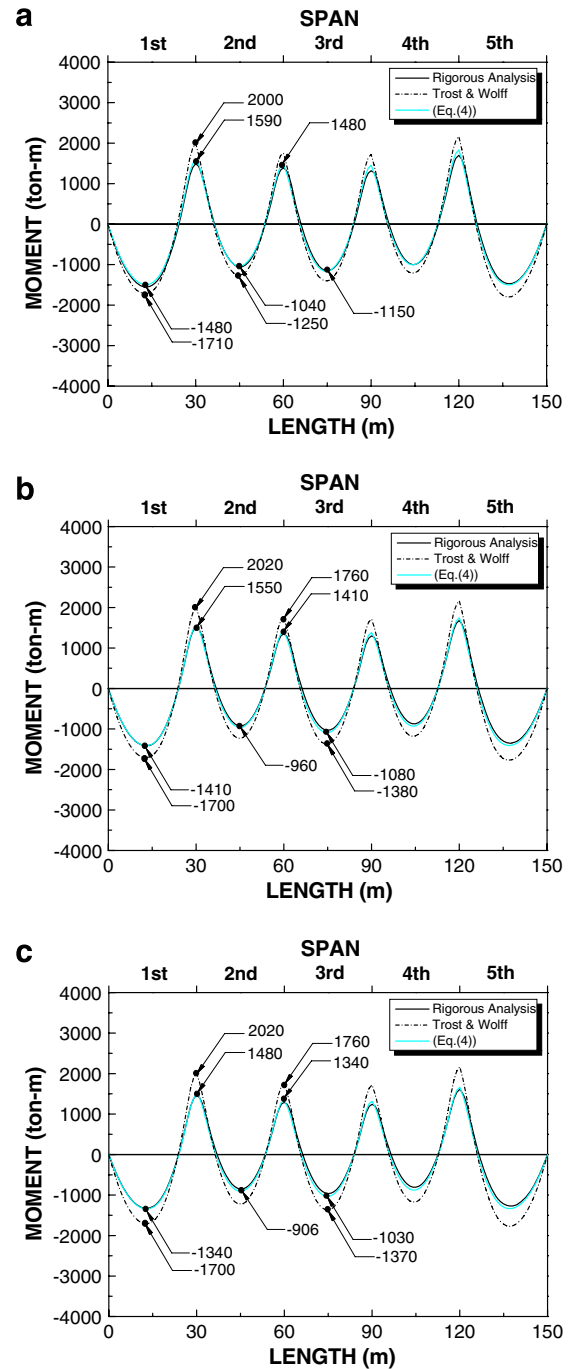 a
SPAN
1st 2nd 3rd 4th 5th
4000
3000
2000
1000
0
-1000
-2000
-3000
-4000
MOMENT (ton-m)
Rigorous Analysis
Trost & Wolff
(Eq.(4))
2000
1590
1480
-1040
-1250
-1150
-1480
-1710
0 30 60 90 120 150
LENGTH (m)
b
SPAN
1st 2nd 3rd 4th 5th
4000
3000
2000
1000
0
-1000
-2000
-3000
-4000
MOMENT (ton-m)
Rigorous Analysis
Trost & Wolff
(Eq.(4))
2020
1550
1760
1410
-960
-1080
-1380
-1410
-1700
0 30 60 90 120 150
LENGTH (m)
c
SPAN
1st 2nd 3rd 4th 5th
4000
3000
2000
1000
0
-1000
-2000
-3000
-4000
MOMENT (ton-m)
Rigorous Analysis
Trost & Wolff
(Eq.(4))
2020
1480
1760
1340
-906
-1030
-1370
-1340
-1700
0 30 60 90 120 150
LENGTH (m)